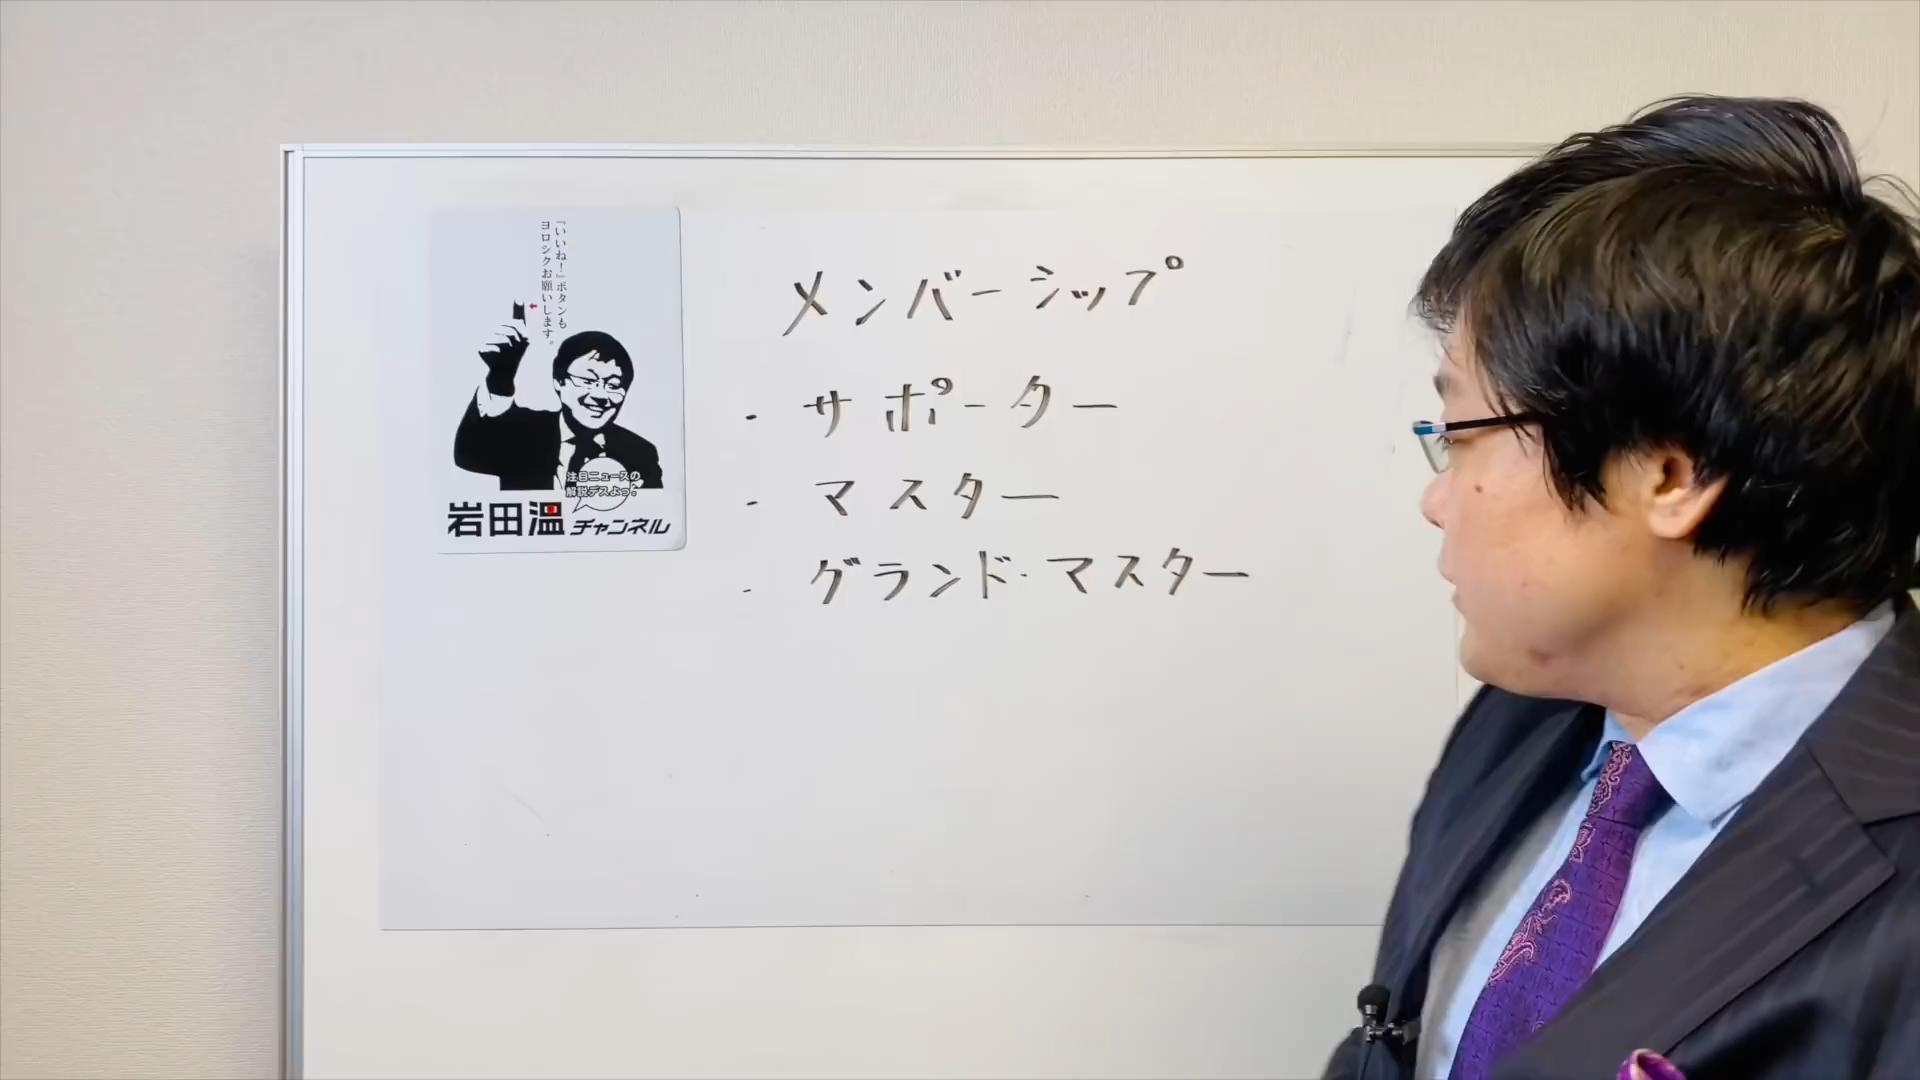 「いいね！」ボタンも
ヨロシクお願いします。
注目ニュースの
解説デスよっ!
岩田温チャンネル
メンバーシップ
- サポーター
- マスター
- グランド・マスター